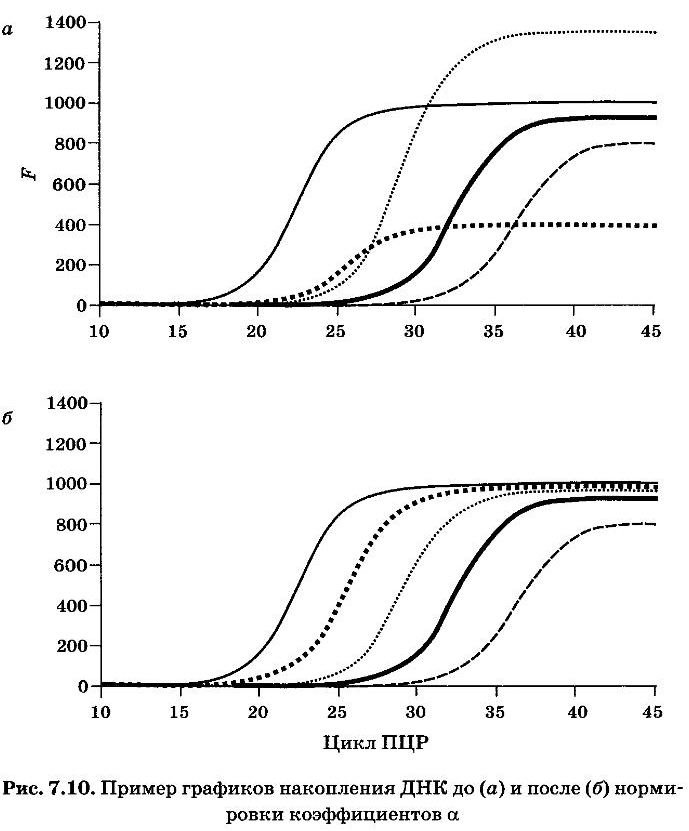 а
1400
1200
1000
800
600
400
200
0
F
10 15 20 25 30 35 40 45
б
1400
1200
1000
800
600
400
200
0
10 15 20 25 30 35 40 45
Цикл ПЦР
Рис. 7.10. Пример графиков накопления ДНК до (а) и после (б) норми-
ровки коэффициентов α